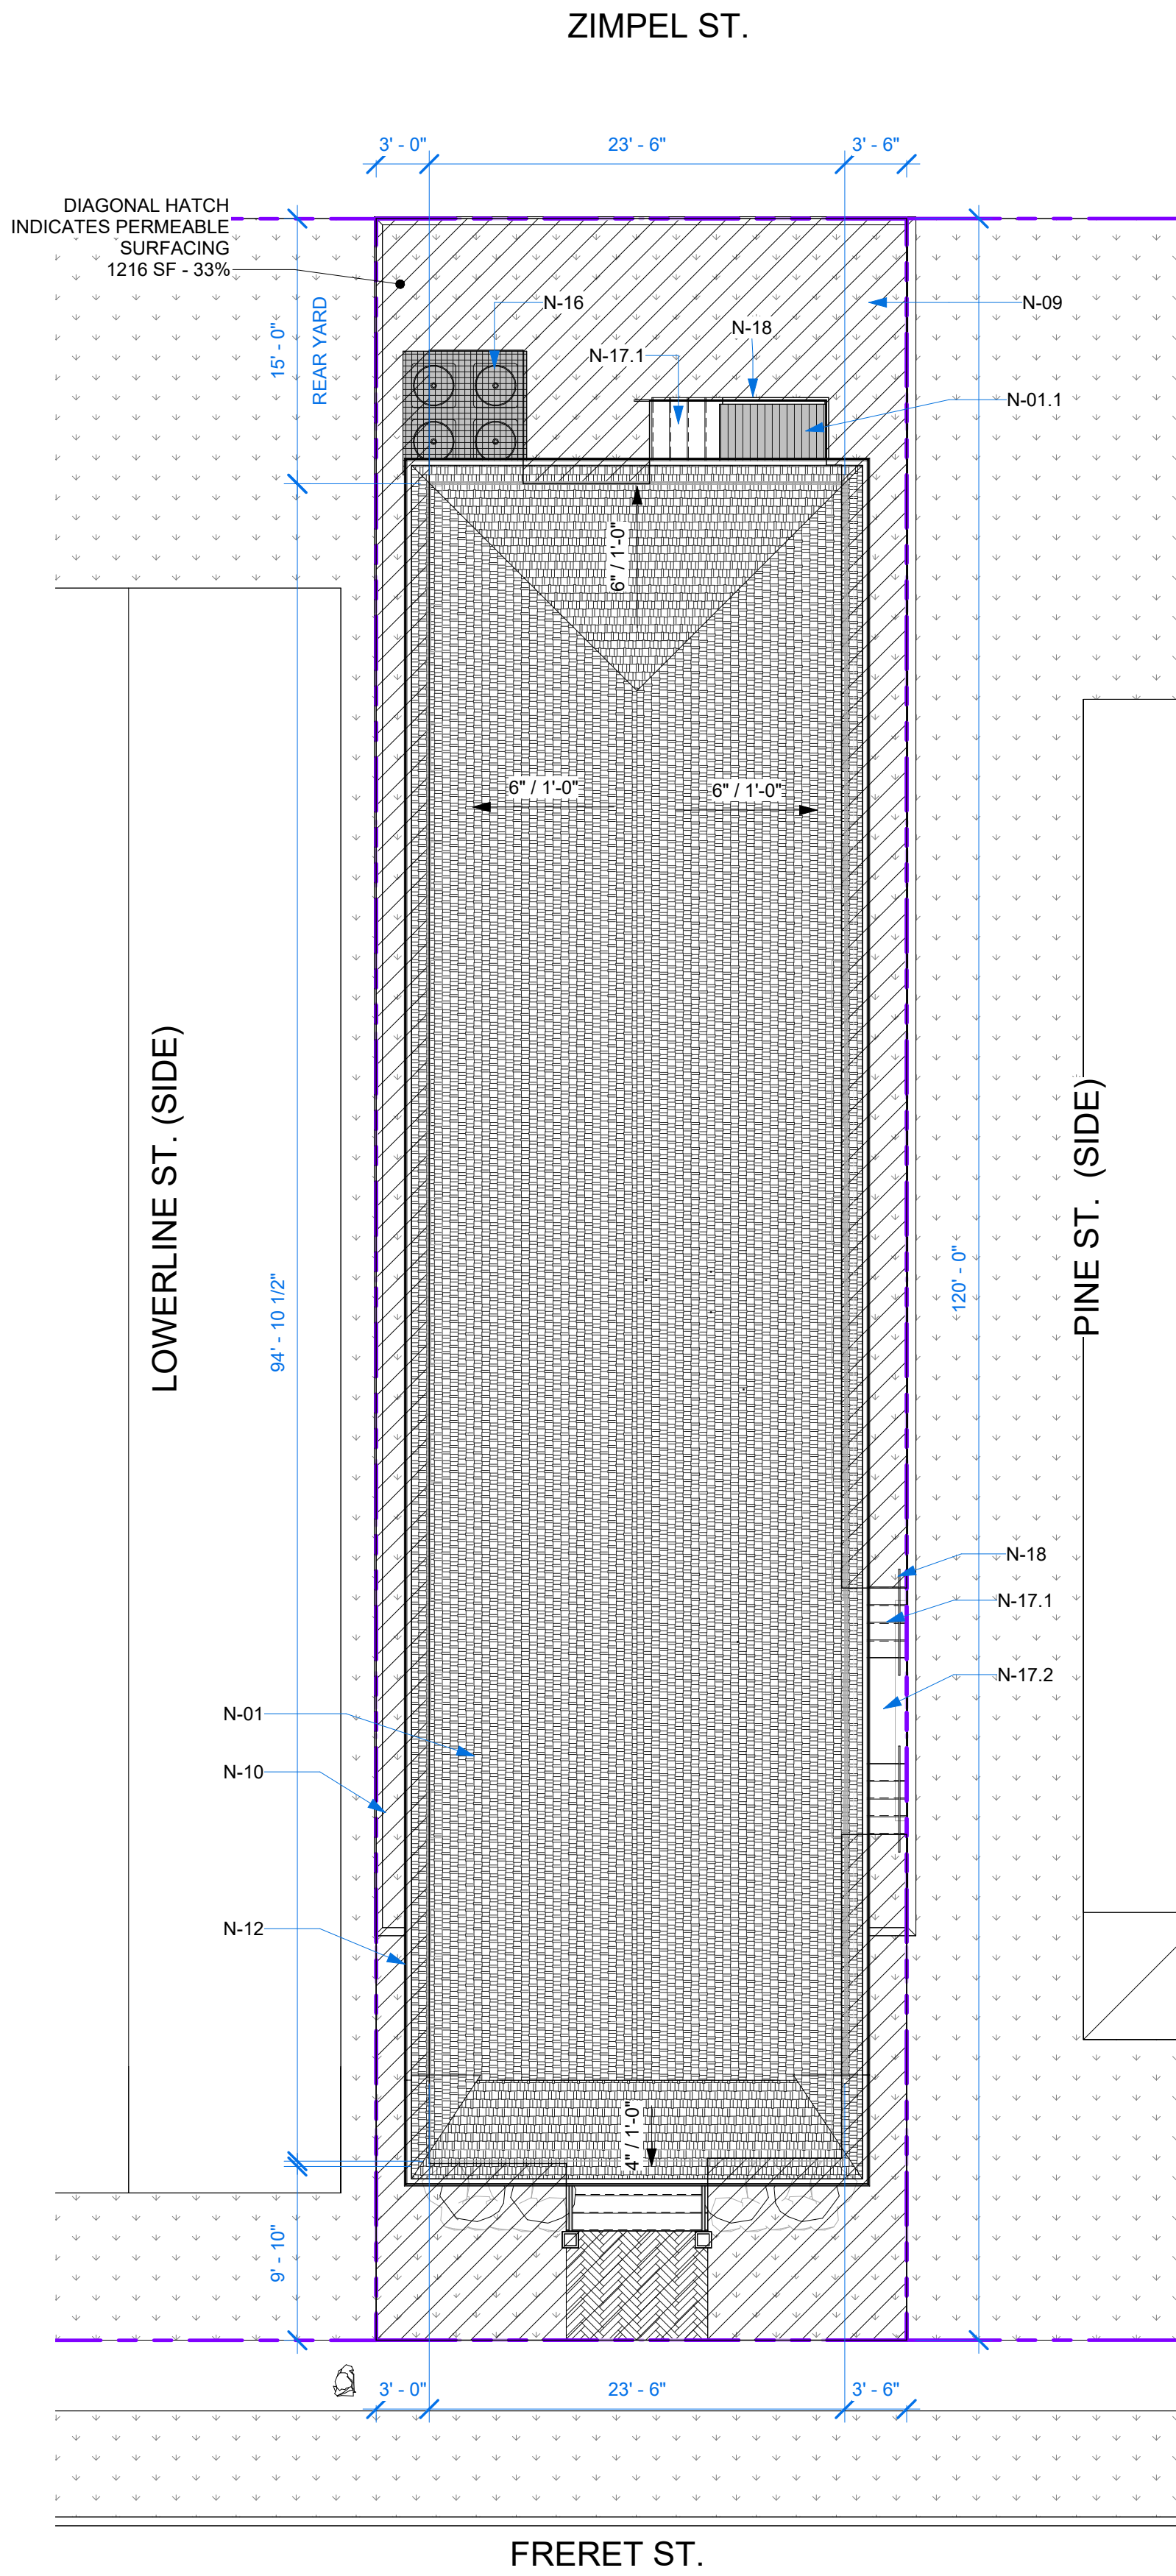 ZIMPEL ST.
3' - 0"
23' - 6"
3' - 6"
DIAGONAL HATCH
INDICATES PERMEABLE
SURFACING
1216 SF - 33%
15' - 0"
REAR YARD
N-16
N-17.1
N-18
N-09
N-01.1
6" / 1'-0"
6" / 1'-0"
6" / 1'-0"
LOWERLINE ST. (SIDE)
94' - 10 1/2"
120' - 0"
PINE ST. (SIDE)
N-18
N-17.1
N-17.2
N-01
N-10
N-12
4" / 1'-0"
9' - 10"
3' - 0"
23' - 6"
3' - 6"
FRERET ST.